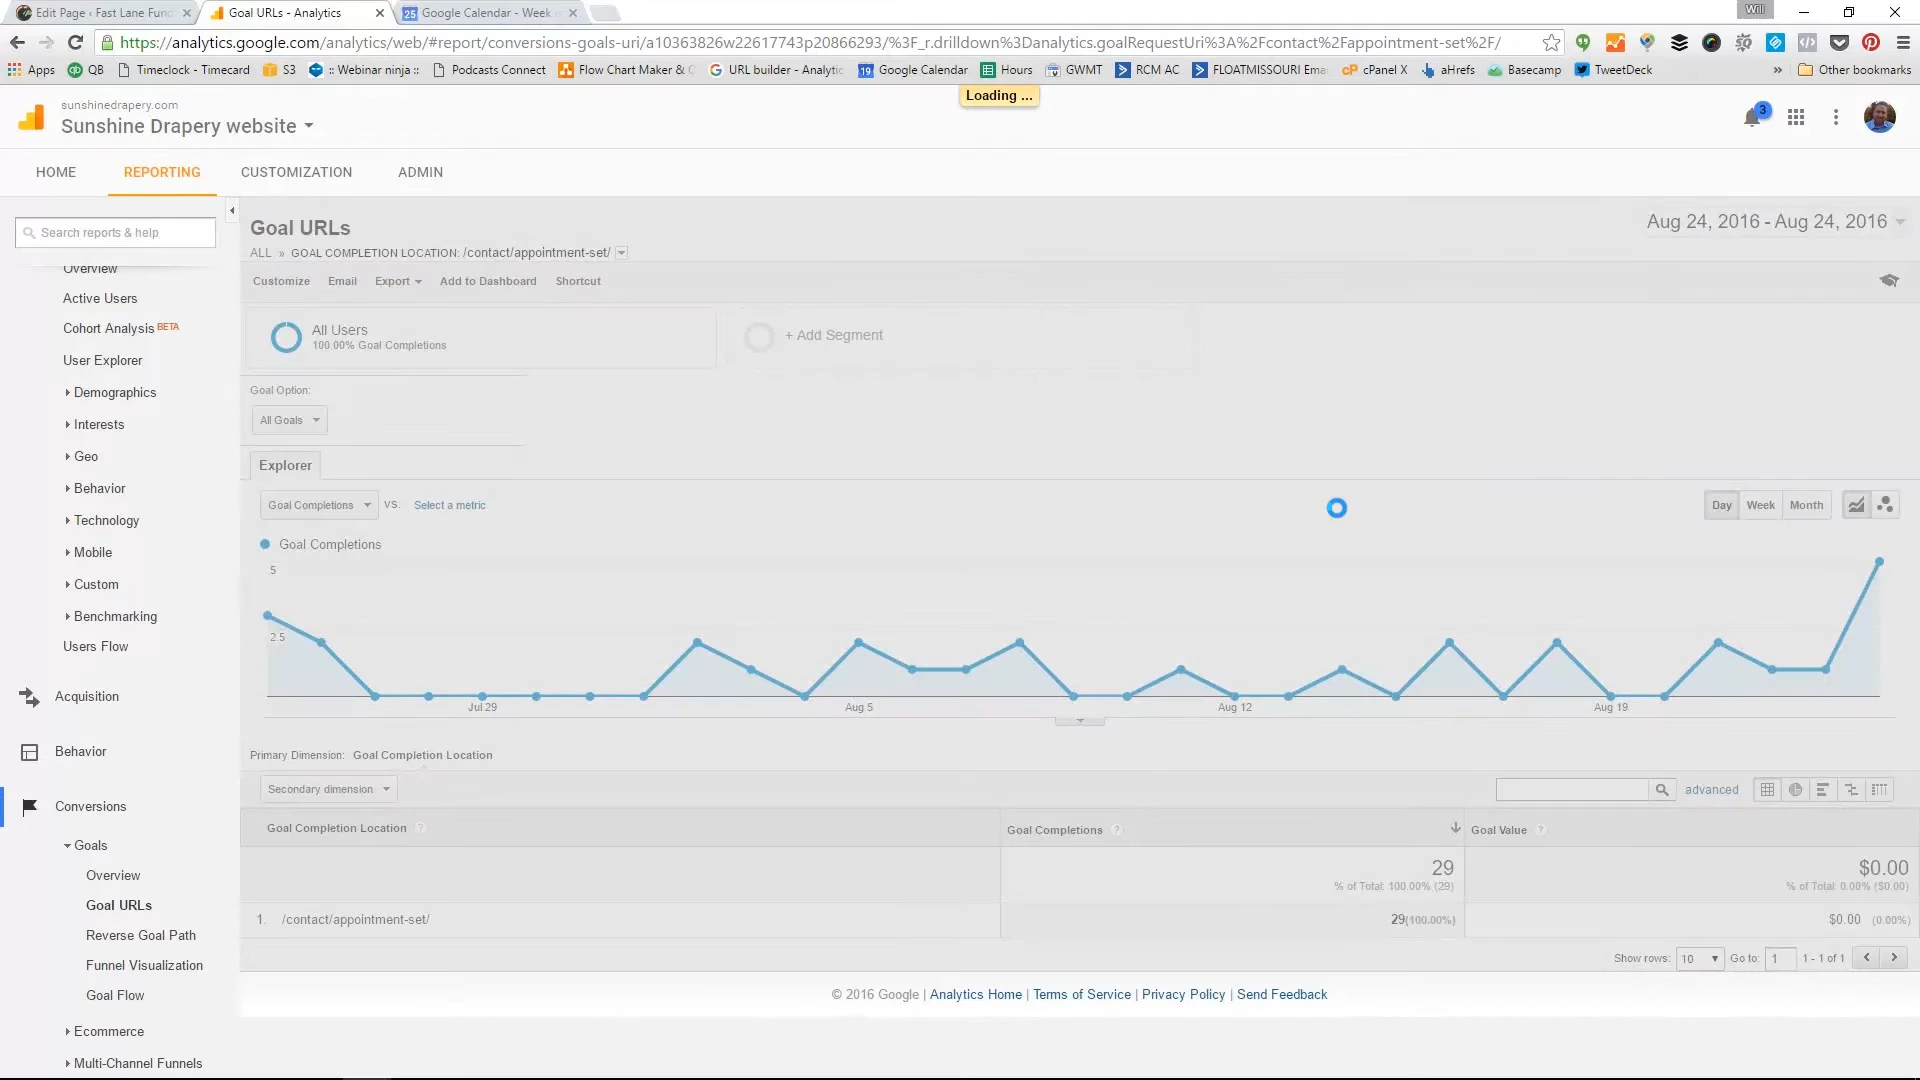 Edit Page ‹ Fast Lane Fun
Goal URLs - Analytics
Google Calendar - Week
Will
https://analytics.google.com/analytics/web/#report/conversions-goals-uri/a10363826w22617743p20866293/%3F_r.drilldown%3Danalytics.goalRequestUri%3A%2Fcontact%2Fappointment-set%2F/
Apps QB Timeclock - Timecard S3 :: Webinar ninja :: Podcasts Connect Flow Chart Maker & URL builder - Analytic Google Calendar Hours GWMT RCM AC FLOATMISSOURI Ema cPanel X aHrefs Basecamp TweetDeck » Other bookmarks
Loading ...
sunshinedrapery.com
Sunshine Drapery website
3
HOME REPORTING CUSTOMIZATION ADMIN
Search reports & help
Overview
Active Users
Cohort Analysis BETA
User Explorer
Demographics
Interests
Geo
Behavior
Technology
Mobile
Custom
Benchmarking
Users Flow
Acquisition
Behavior
Conversions
Goals
Overview
Goal URLs
Reverse Goal Path
Funnel Visualization
Goal Flow
Ecommerce
Multi-Channel Funnels
Goal URLs
Aug 24, 2016 - Aug 24, 2016
ALL » GOAL COMPLETION LOCATION: /contact/appointment-set/
Customize Email Export Add to Dashboard Shortcut
All Users
100.00% Goal Completions
+ Add Segment
Goal Option:
All Goals
Explorer
Goal Completions VS. Select a metric
Day Week Month
Goal Completions
5
2.5
Jul 29 Aug 5 Aug 12 Aug 19
Primary Dimension: Goal Completion Location
Secondary dimension
advanced
Goal Completion Location ? Goal Completions ? Goal Value ?
29 $0.00
% of Total: 100.00% (29) % of Total: 0.00% ($0.00)
1. /contact/appointment-set/ 29(100.00%) $0.00 (0.00%)
Show rows: 10 Go to: 1 1 - 1 of 1
© 2016 Google | Analytics Home | Terms of Service | Privacy Policy | Send Feedback